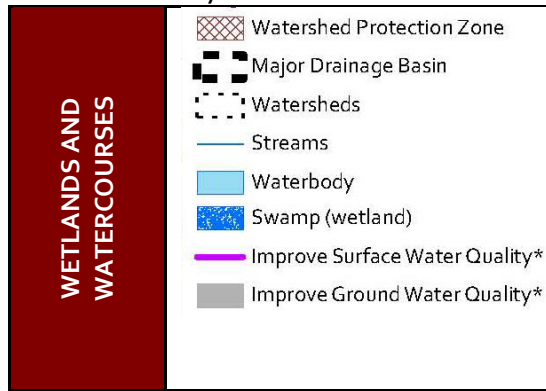 WETLANDS AND
WATERCOURSES
Watershed Protection Zone
Major Drainage Basin
Watersheds
Streams
Waterbody
Swamp (wetland)
Improve Surface Water Quality*
Improve Ground Water Quality*